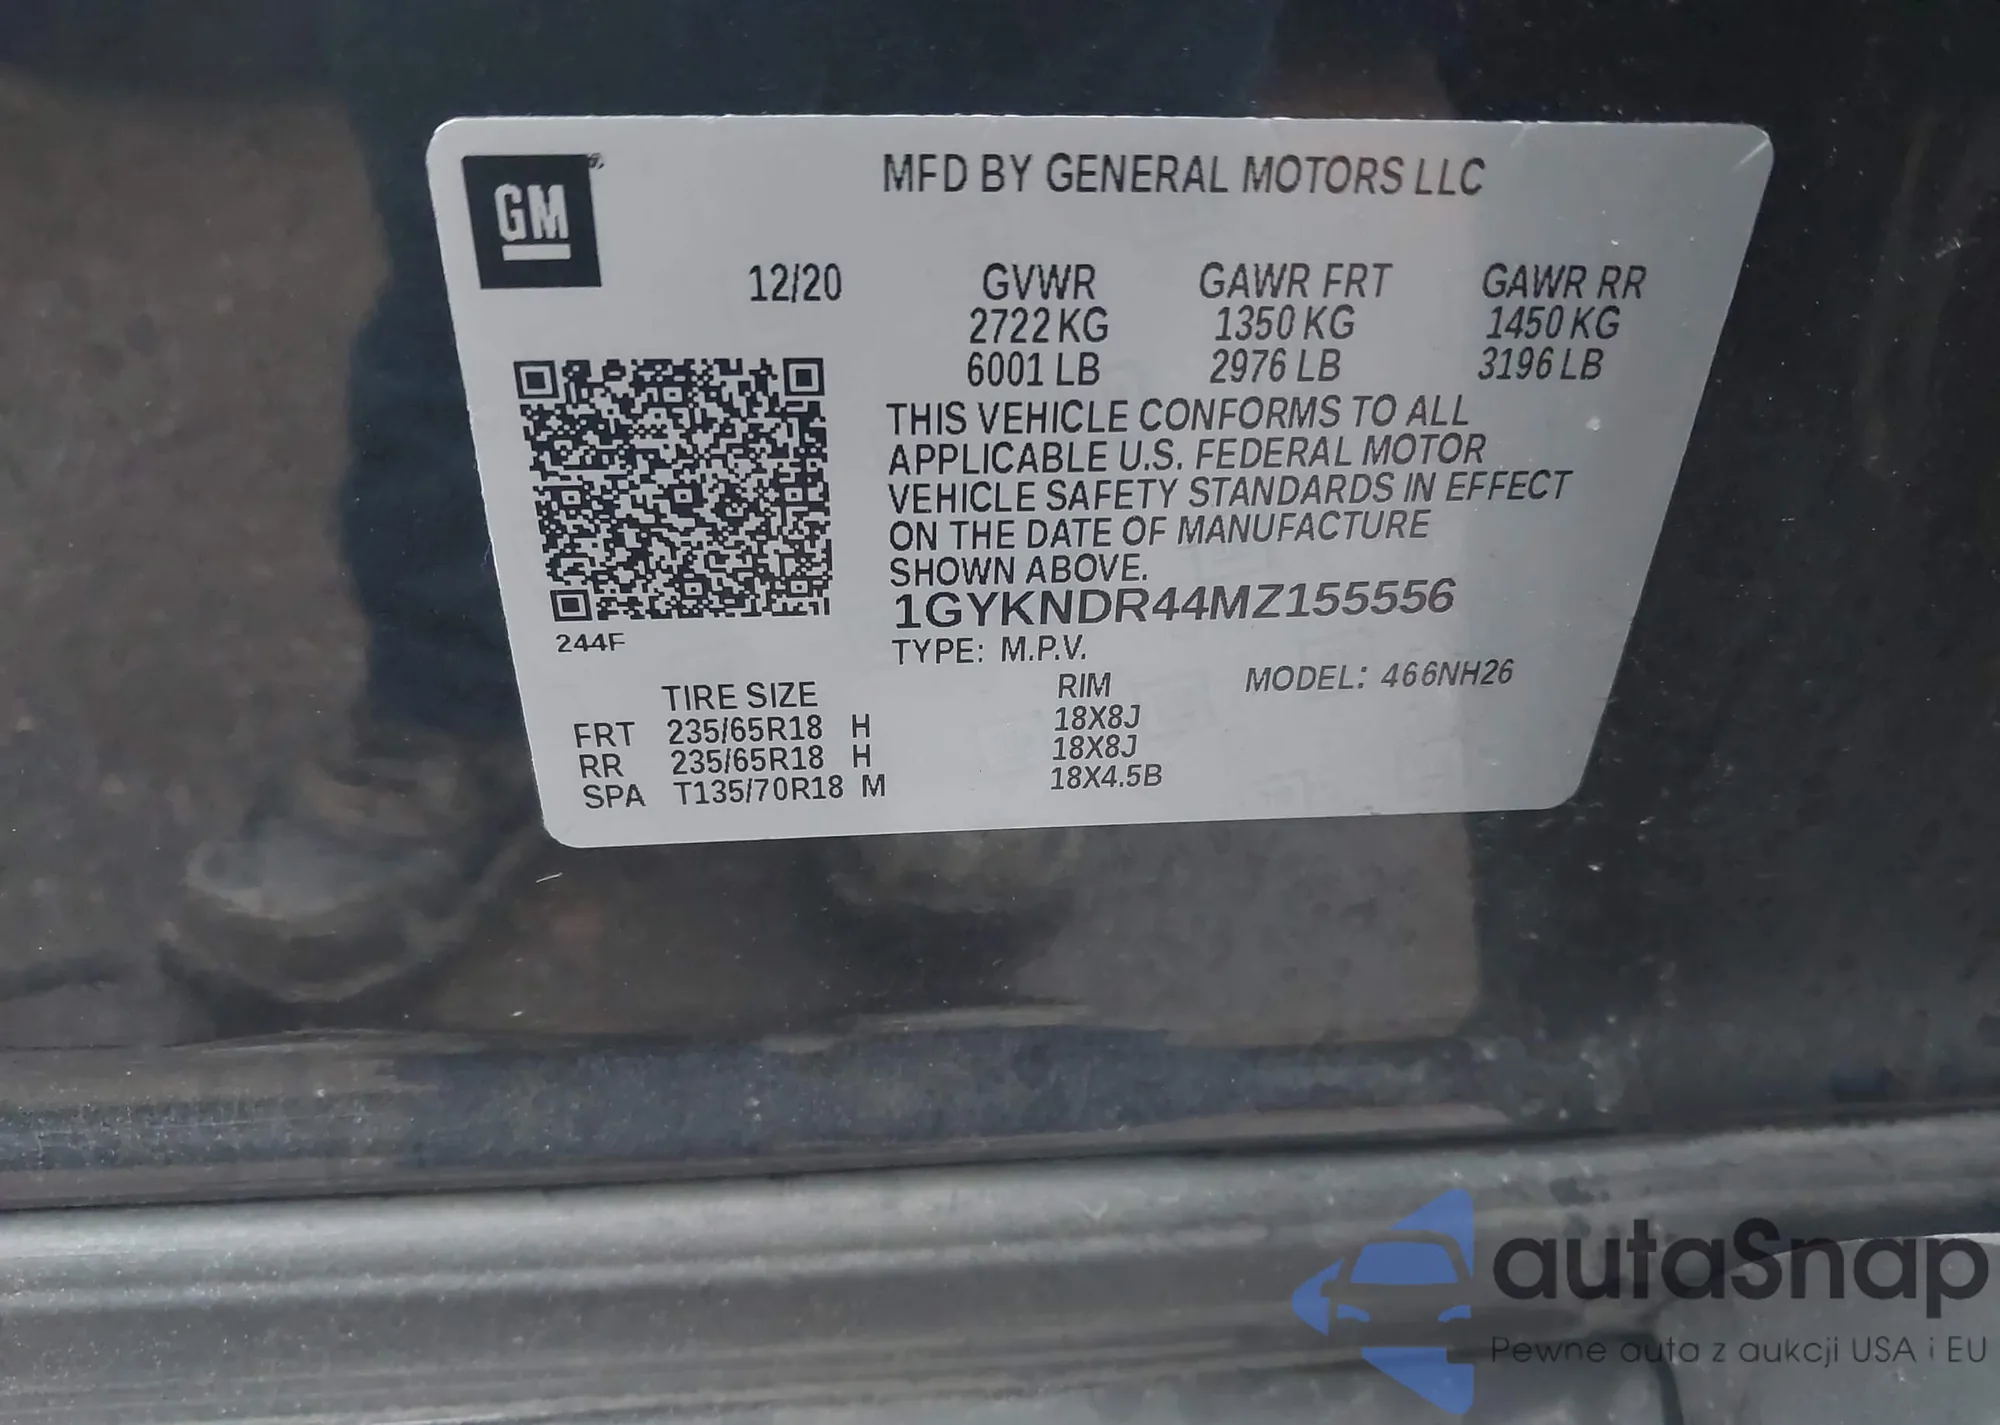 GM
MFD BY GENERAL MOTORS LLC
12/20 GVWR GAWR FRT GAWR RR
2722 KG 1350 KG 1450 KG
6001 LB 2976 LB 3196 LB
THIS VEHICLE CONFORMS TO ALL
APPLICABLE U.S. FEDERAL MOTOR
VEHICLE SAFETY STANDARDS IN EFFECT
ON THE DATE OF MANUFACTURE
SHOWN ABOVE.
1GYKNDR44MZ155556
244F
TYPE: M.P.V.
MODEL: 466NH26
TIRE SIZE RIM
FRT 235/65R18 H 18X8J
RR 235/65R18 H 18X8J
SPA T135/70R18 M 18X4.5B
autaSnap
Pewne auta z aukcji USA i EU